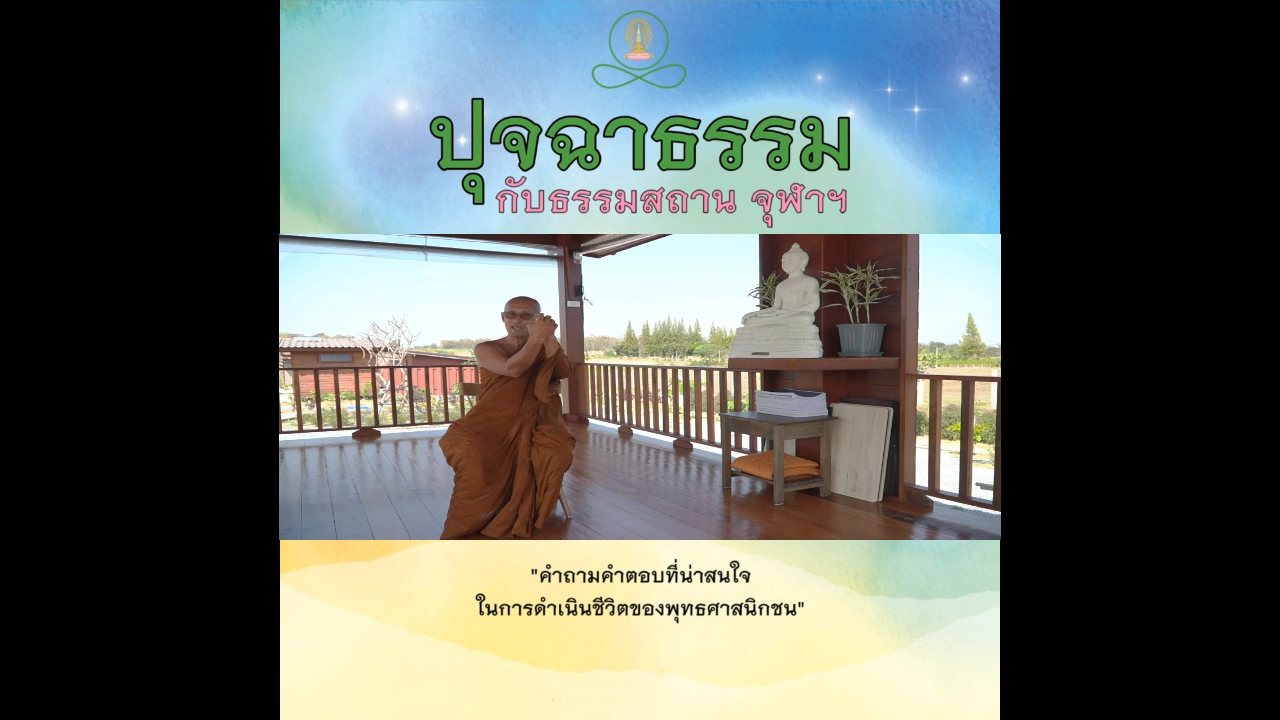 ปุจฉาธรรม
กับธรรมสถาน จุฬาฯ
"คำถามคำตอบที่น่าสนใจ
ในการดำเนินชีวิตของพุทธศาสนิกชน"